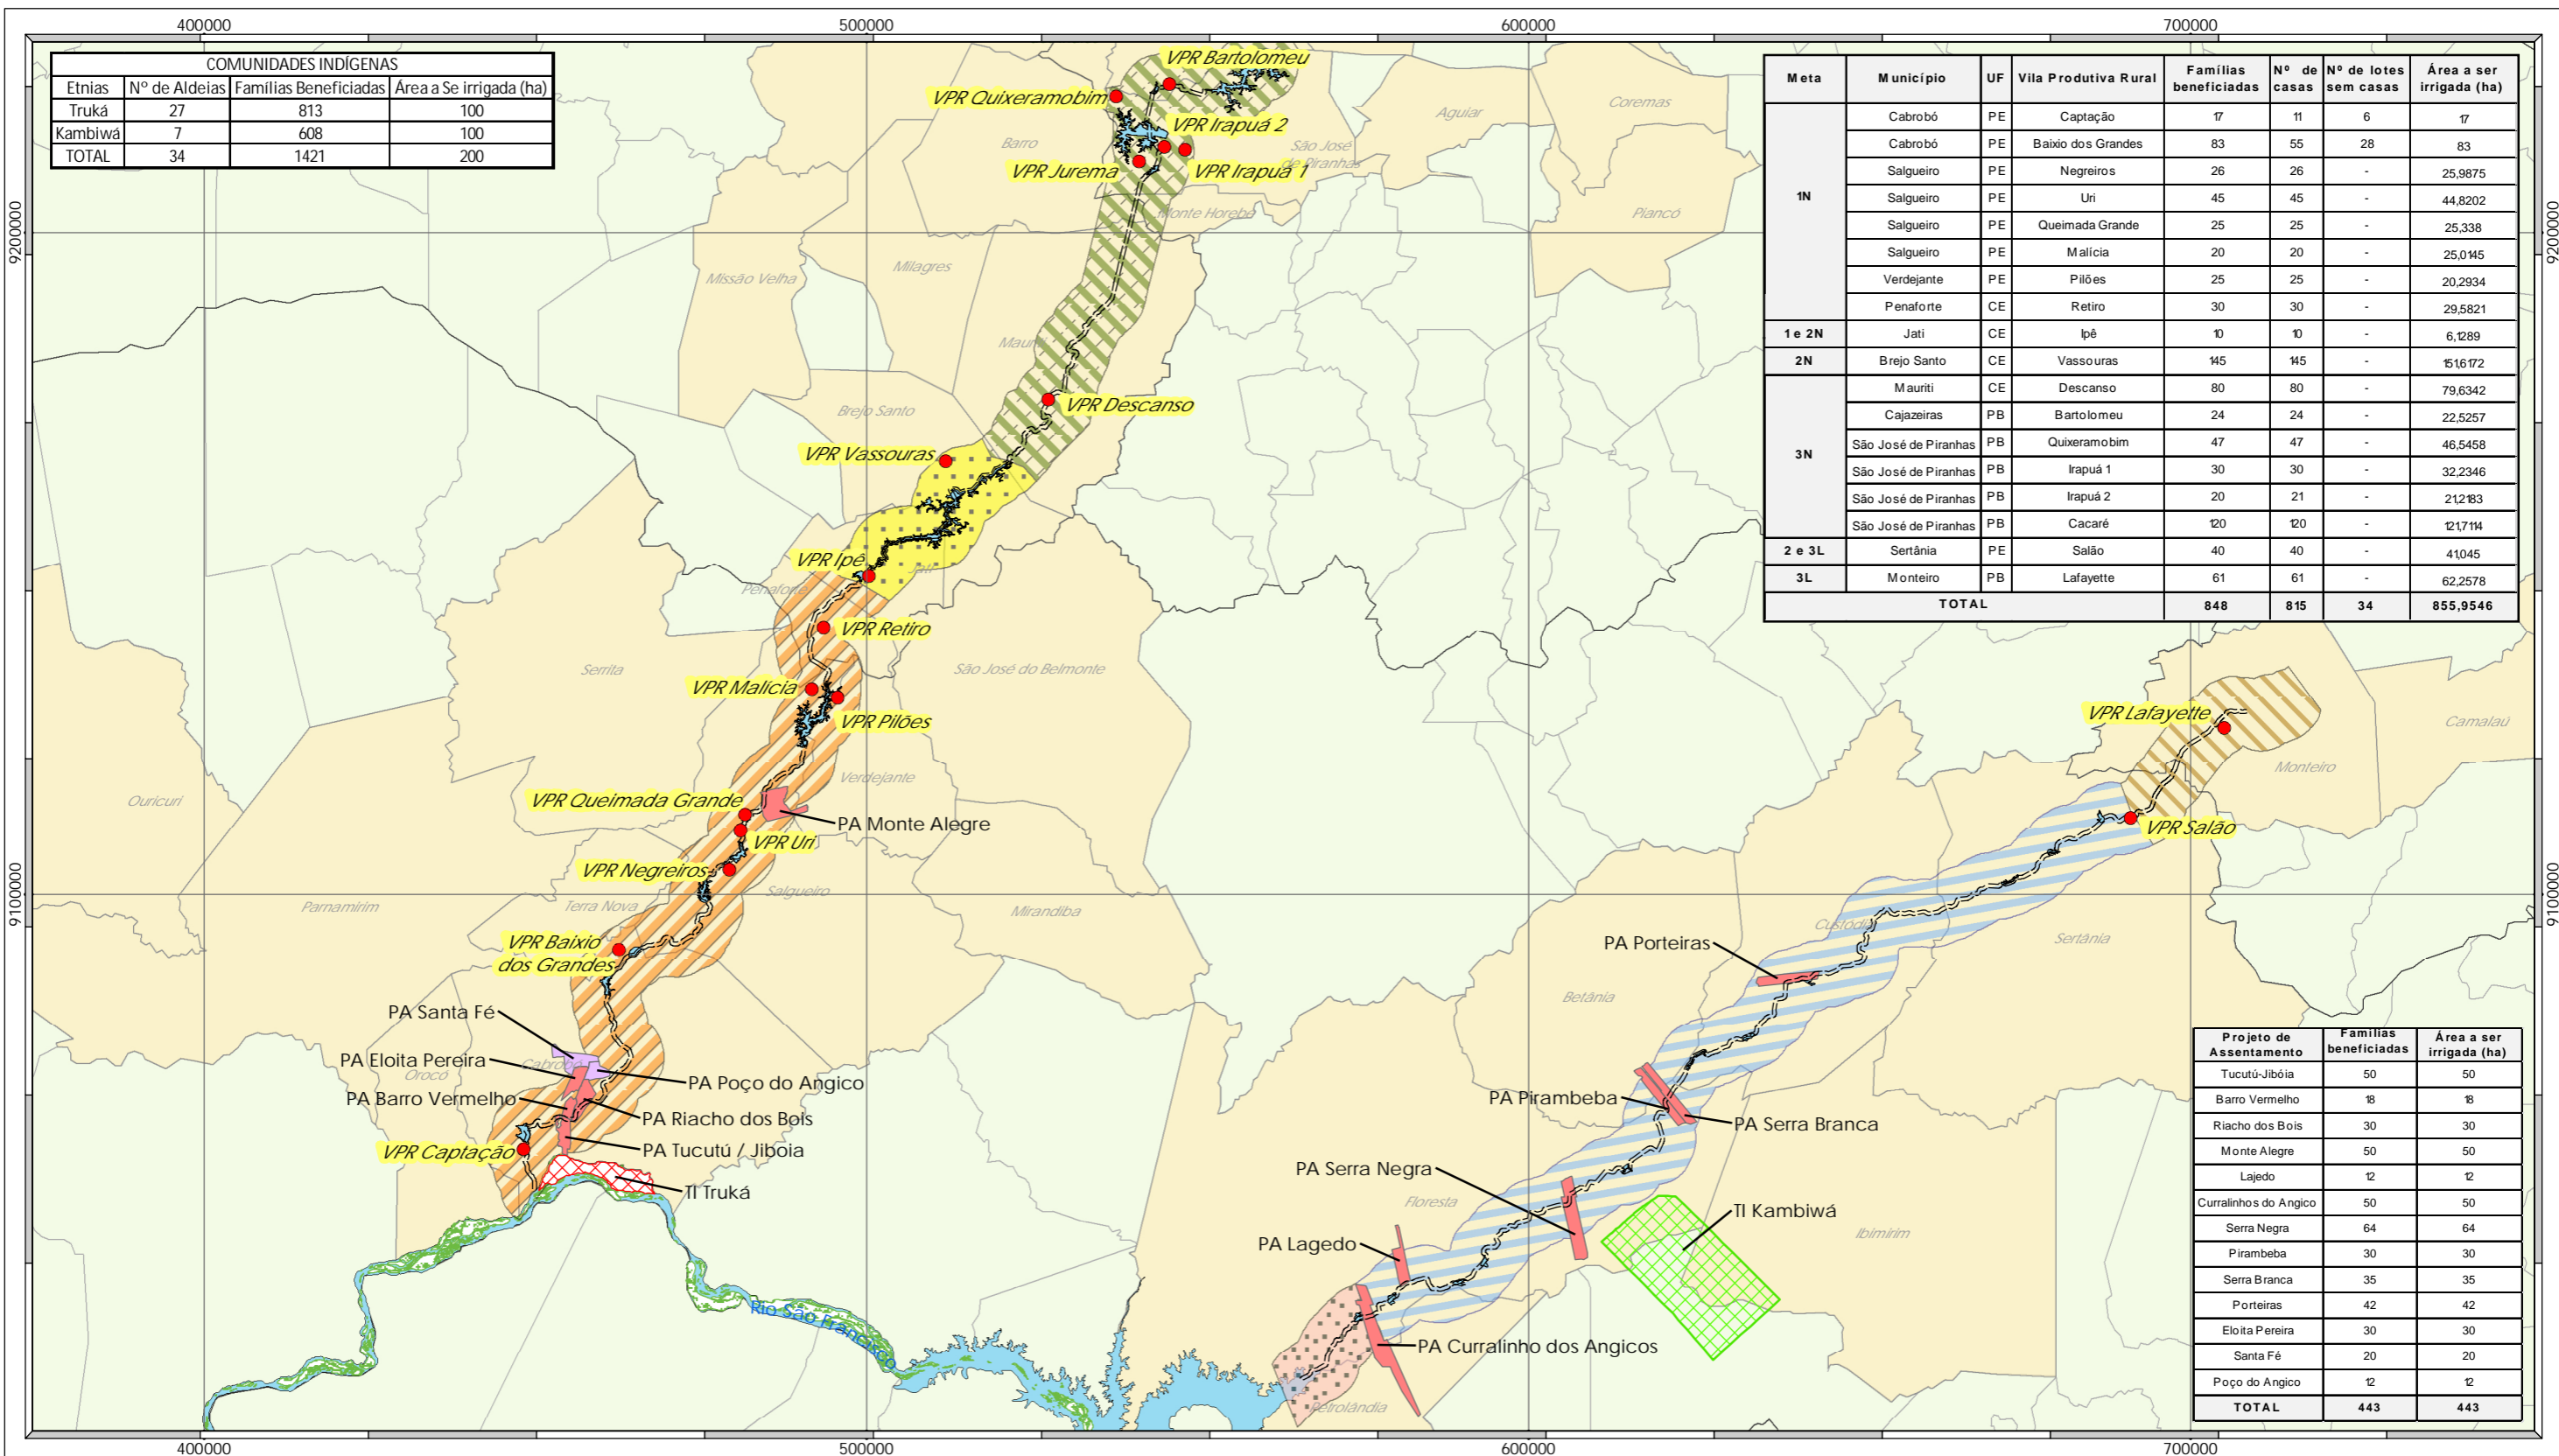 400000 500000 600000 700000
COMUNIDADES INDÍGENAS
Etnias Nº de Aldeias Famílias Beneficiadas Área a Se irrigada (ha)
Truká 27 813 100
Kambiwá 7 608 100
TOTAL 34 1421 200
Meta Município UF Vila Produtiva Rural Famílias beneficiadas Nº de casas Nº de lotes sem casas Área a ser irrigada (ha)
1N
Cabrobó PE Captação 17 11 6 17
Cabrobó PE Baixio dos Grandes 83 55 28 83
Salgueiro PE Negreiros 26 26 - 25,9875
Salgueiro PE Uri 45 45 - 44,8202
Salgueiro PE Queimada Grande 25 25 - 25,338
Salgueiro PE Malícia 20 20 - 25,0145
Verdejante PE Pilões 25 25 - 20,2934
Penaforte CE Retiro 30 30 - 29,5821
1 e 2N Jati CE Ipê 10 10 - 6,1289
2N Brejo Santo CE Vassouras 145 145 - 151,6172
3N
Mauriti CE Descanso 80 80 - 79,6342
Cajazeiras PB Bartolomeu 24 24 - 22,5257
São José de Piranhas PB Quixeramobim 47 47 - 46,5458
São José de Piranhas PB Irapuá 1 30 30 - 32,2346
São José de Piranhas PB Irapuá 2 20 21 - 21,2183
São José de Piranhas PB Cacaré 120 120 - 121,7114
2 e 3L Sertânia PE Salão 40 40 - 41,045
3L Monteiro PB Lafayette 61 61 - 62,2578
TOTAL 848 815 34 855,9546
VPR Bartolomeu
VPR Quixeramobim
VPR Irapuá 2
Barro
São José
de Piranhas
Aguiar
Coremas
VPR Jurema
VPR Irapuá 1
Monte Horebe
Piancó
9200000
9200000
Missão Velha
Milagres
Mauriti
Brejo Santo
VPR Descanso
VPR Vassouras
VPR Ipê
Jati
Penaforte
VPR Retiro
Serrita
São José do Belmonte
VPR Malícia
VPR Pilões
VPR Lafayette
Camalaú
Monteiro
Ouricuri
Verdejante
VPR Queimada Grande
PA Monte Alegre
VPR Uri
VPR Salão
VPR Negreiros
Salgueiro
9100000
9100000
Parnamirim
Terra Nova
Mirandiba
Custódia
Sertânia
VPR Baixio
dos Grandes
PA Porteiras
Betânia
PA Santa Fé
PA Eloita Pereira
Cabrobó
Orocó
PA Poço do Angico
PA Barro Vermelho
PA Riacho dos Bois
PA Pirambeba
PA Serra Branca
VPR Captação
PA Tucutú / Jiboia
PA Serra Negra
TI Truká
Floresta
TI Kambiwá
Ibimirim
PA Lagedo
Rio São Francisco
PA Curralinho dos Angicos
Petrolândia
Projeto de Assentamento Famílias beneficiadas Área a ser irrigada (ha)
Tucutú-Jibóia 50 50
Barro Vermelho 18 18
Riacho dos Bois 30 30
Monte Alegre 50 50
Lajedo 12 12
Curralinhos do Angico 50 50
Serra Negra 64 64
Pirambeba 30 30
Serra Branca 35 35
Porteiras 42 42
Eloita Pereira 30 30
Santa Fé 20 20
Poço do Angico 12 12
TOTAL 443 443
400000 500000 600000 700000